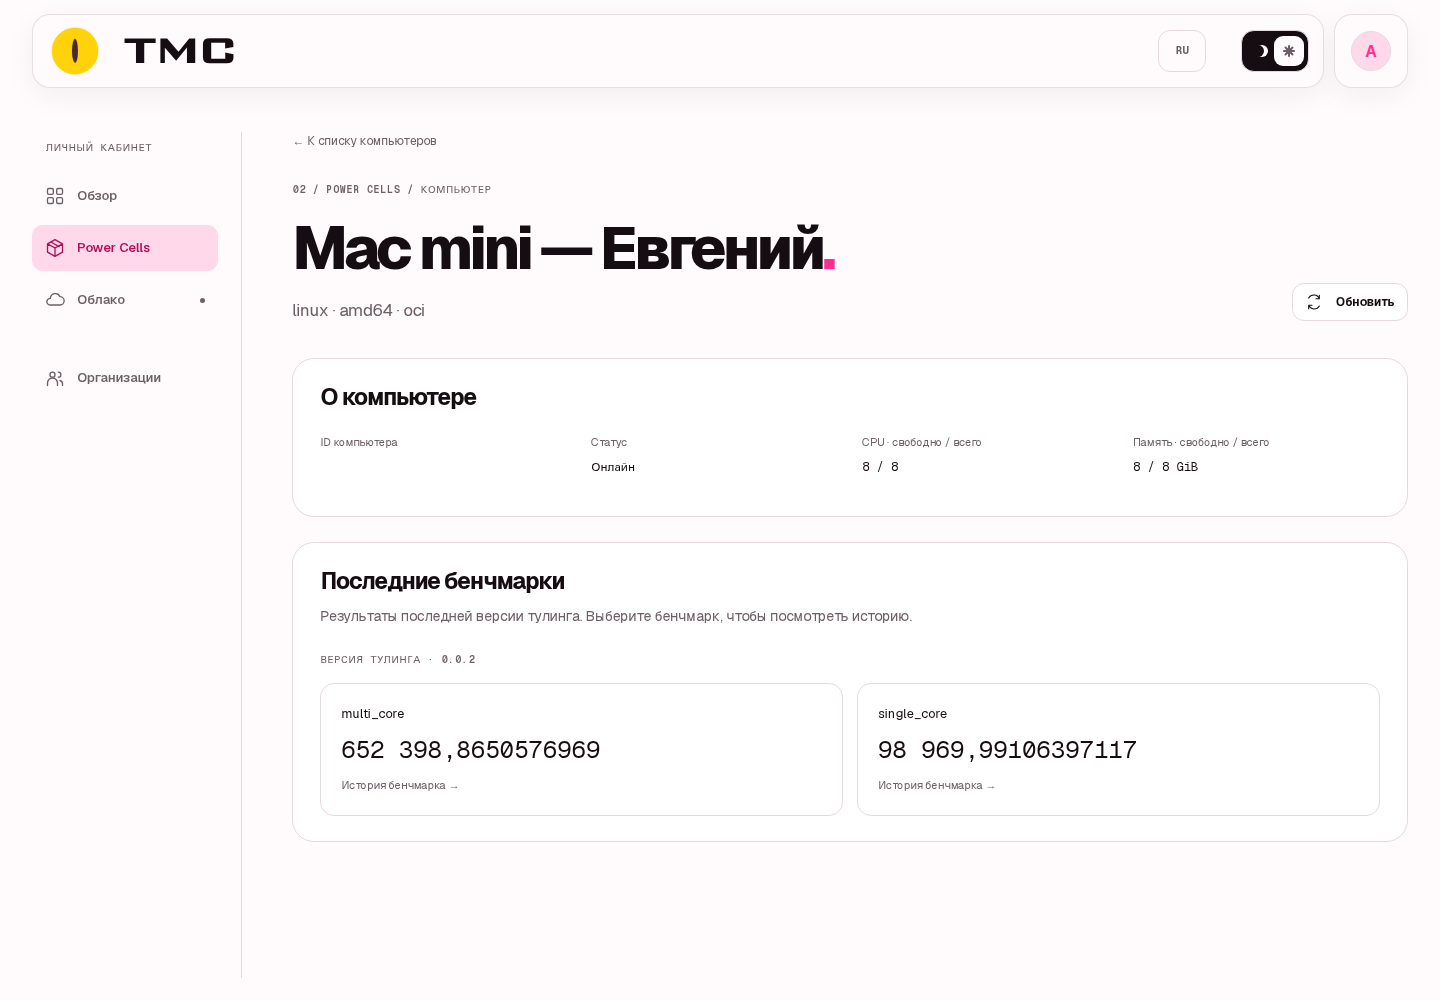 TMC
RU
A
ЛИЧНЫЙ КАБИНЕТ
Обзор
Power Cells
Облако
Организации
← К списку компьютеров
02 / POWER CELLS / КОМПЬЮТЕР
Mac mini — Евгений.
linux · amd64 · oci
Обновить
О компьютере
ID компьютера
Статус
CPU · свободно / всего
Память · свободно / всего
Онлайн
8 / 8
8 / 8 GiB
Последние бенчмарки
Результаты последней версии тулинга. Выберите бенчмарк, чтобы посмотреть историю.
ВЕРСИЯ ТУЛИНГА · 0.0.2
multi_core
652 398,8650576969
История бенчмарка →
single_core
98 969,99106397117
История бенчмарка →